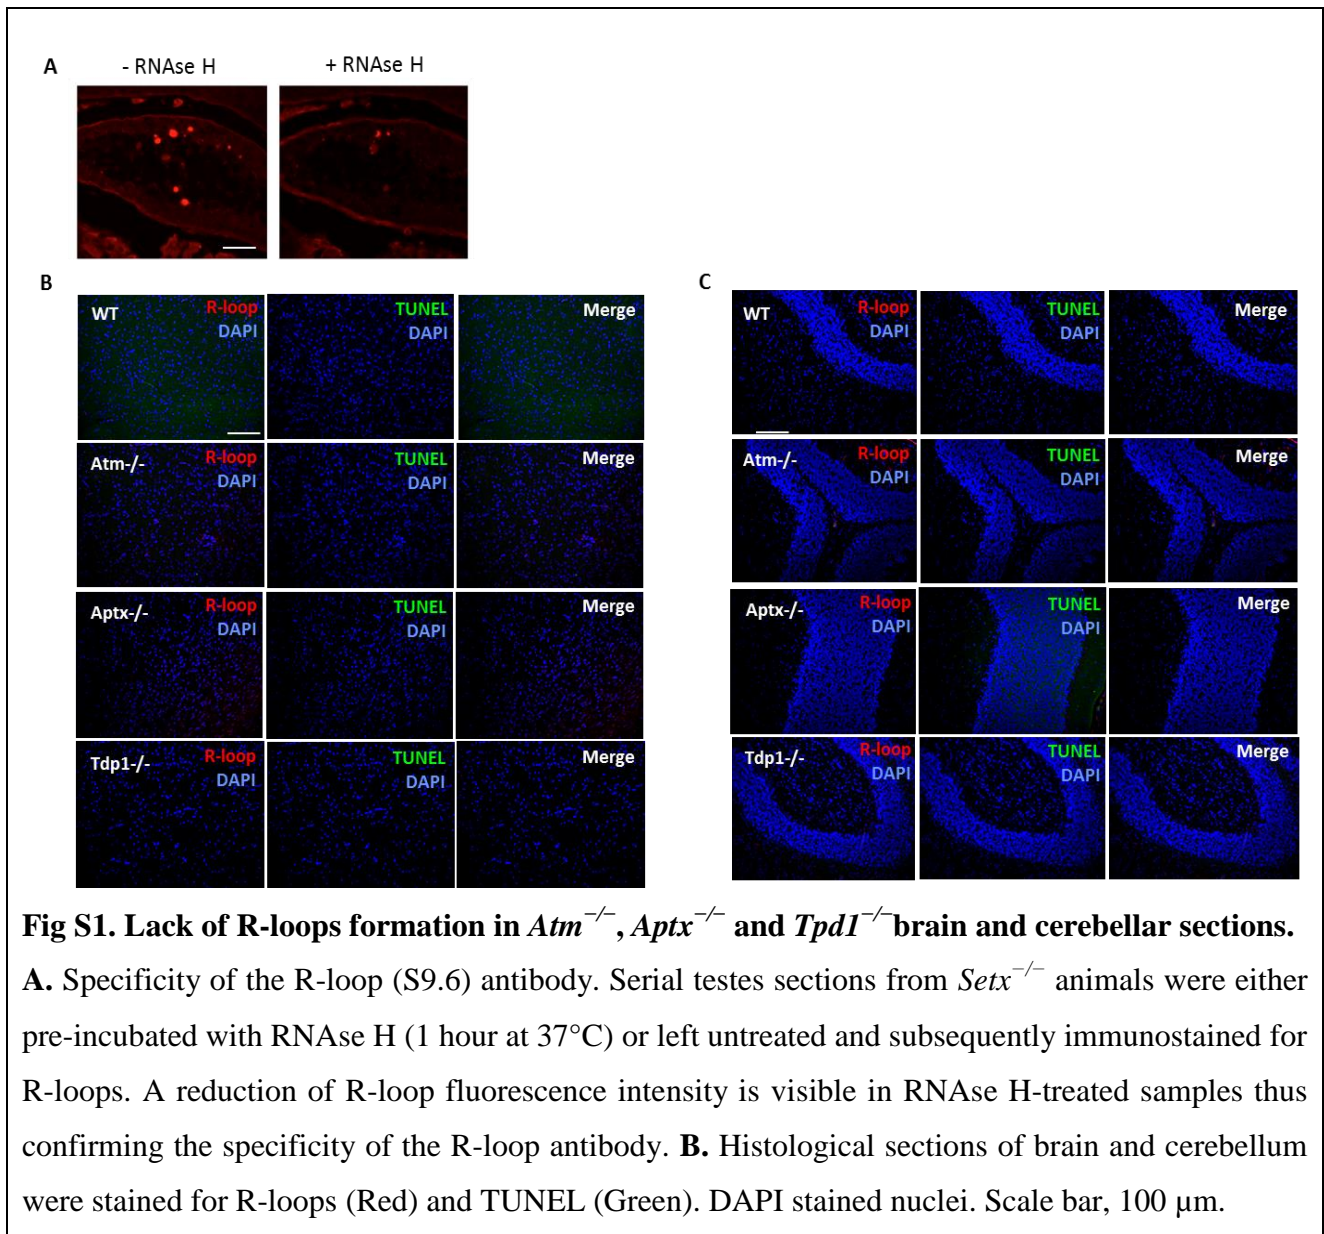 A
- RNAse H
+ RNAse H
B
WT
R-loop
DAPI
TUNEL
DAPI
Merge
Atm-/-
R-loop
DAPI
TUNEL
DAPI
Merge
Aptx-/-
R-loop
DAPI
TUNEL
DAPI
Merge
Tdp1-/-
R-loop
DAPI
TUNEL
DAPI
Merge
C
WT
R-loop
DAPI
TUNEL
DAPI
Merge
Atm-/-
R-loop
DAPI
TUNEL
DAPI
Merge
Aptx-/-
R-loop
DAPI
TUNEL
DAPI
Merge
Tdp1-/-
R-loop
DAPI
TUNEL
DAPI
Merge
Fig S1. Lack of R-loops formation in Atm−/−, Aptx−/− and Tpd1−/−brain and cerebellar sections.
A. Specificity of the R-loop (S9.6) antibody. Serial testes sections from Setx−/− animals were either
pre-incubated with RNAse H (1 hour at 37°C) or left untreated and subsequently immunostained for
R-loops. A reduction of R-loop fluorescence intensity is visible in RNAse H-treated samples thus
confirming the specificity of the R-loop antibody. B. Histological sections of brain and cerebellum
were stained for R-loops (Red) and TUNEL (Green). DAPI stained nuclei. Scale bar, 100 μm.